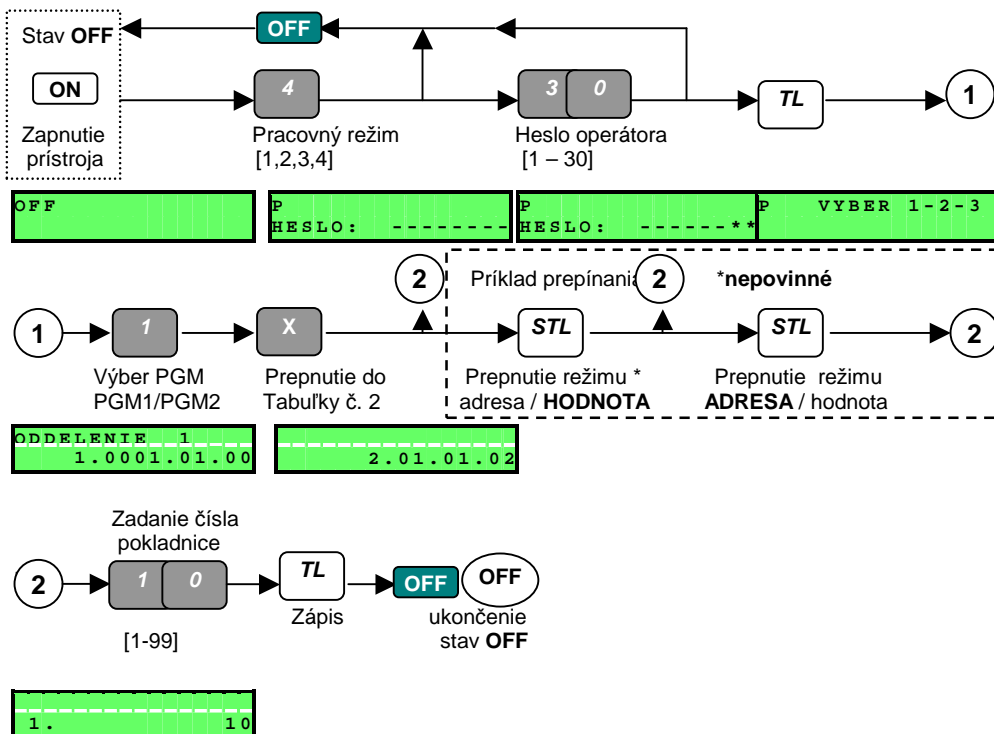 Stav OFF
OFF
ON
4
3 0
TL
1
Zapnutie
prístroja
Pracovný režim
[1,2,3,4]
Heslo operátora
[1 – 30]
OFF
P
HESLO: --------
P
HESLO: ------**
P VYBER 1-2-3
2
Príklad prepínania
2
*nepovinné
1
1
X
STL
STL
2
Výber PGM
PGM1/PGM2
Prepnutie do
Tabuľky č. 2
Prepnutie režimu *
adresa / HODNOTA
Prepnutie režimu
ADRESA / hodnota
ODDELENIE 1
1.0001.01.00
2.01.01.02
Zadanie čísla
pokladnice
2
1 0
TL
OFF
OFF
[1-99]
Zápis
ukončenie
stav OFF
1. 10